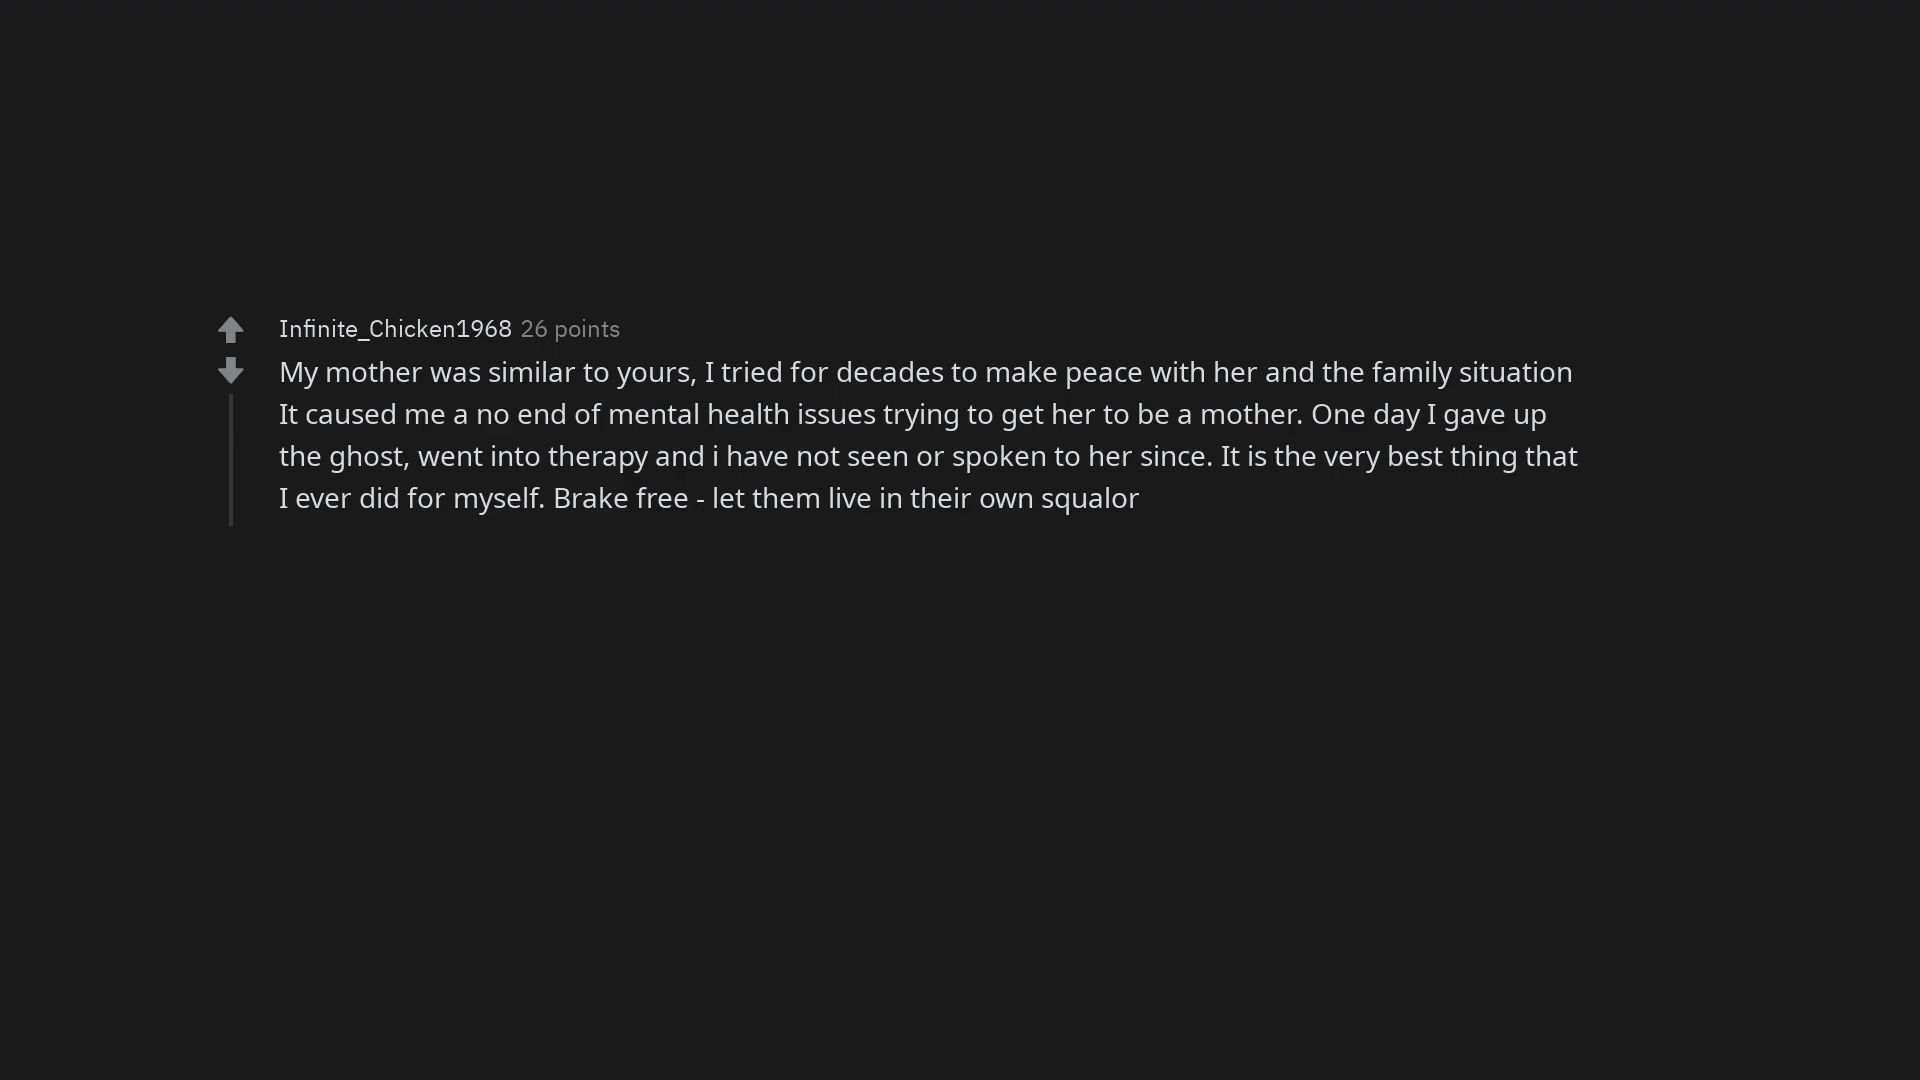 Infinite_Chicken1968 26 points
My mother was similar to yours, I tried for decades to make peace with her and the family situation
It caused me a no end of mental health issues trying to get her to be a mother. One day I gave up
the ghost, went into therapy and i have not seen or spoken to her since. It is the very best thing that
I ever did for myself. Brake free - let them live in their own squalor